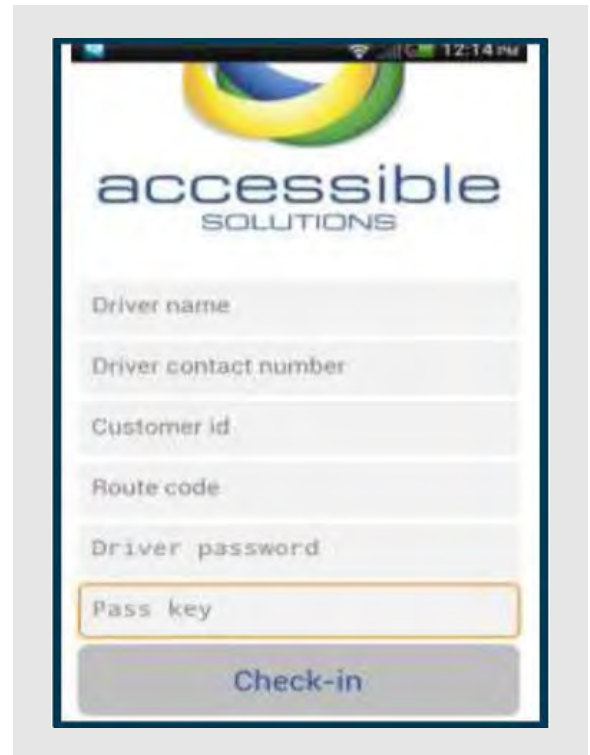 12:14 PM
accessible
SOLUTIONS
Driver name
Driver contact number
Customer id
Route code
Driver password
Pass key
Check-in